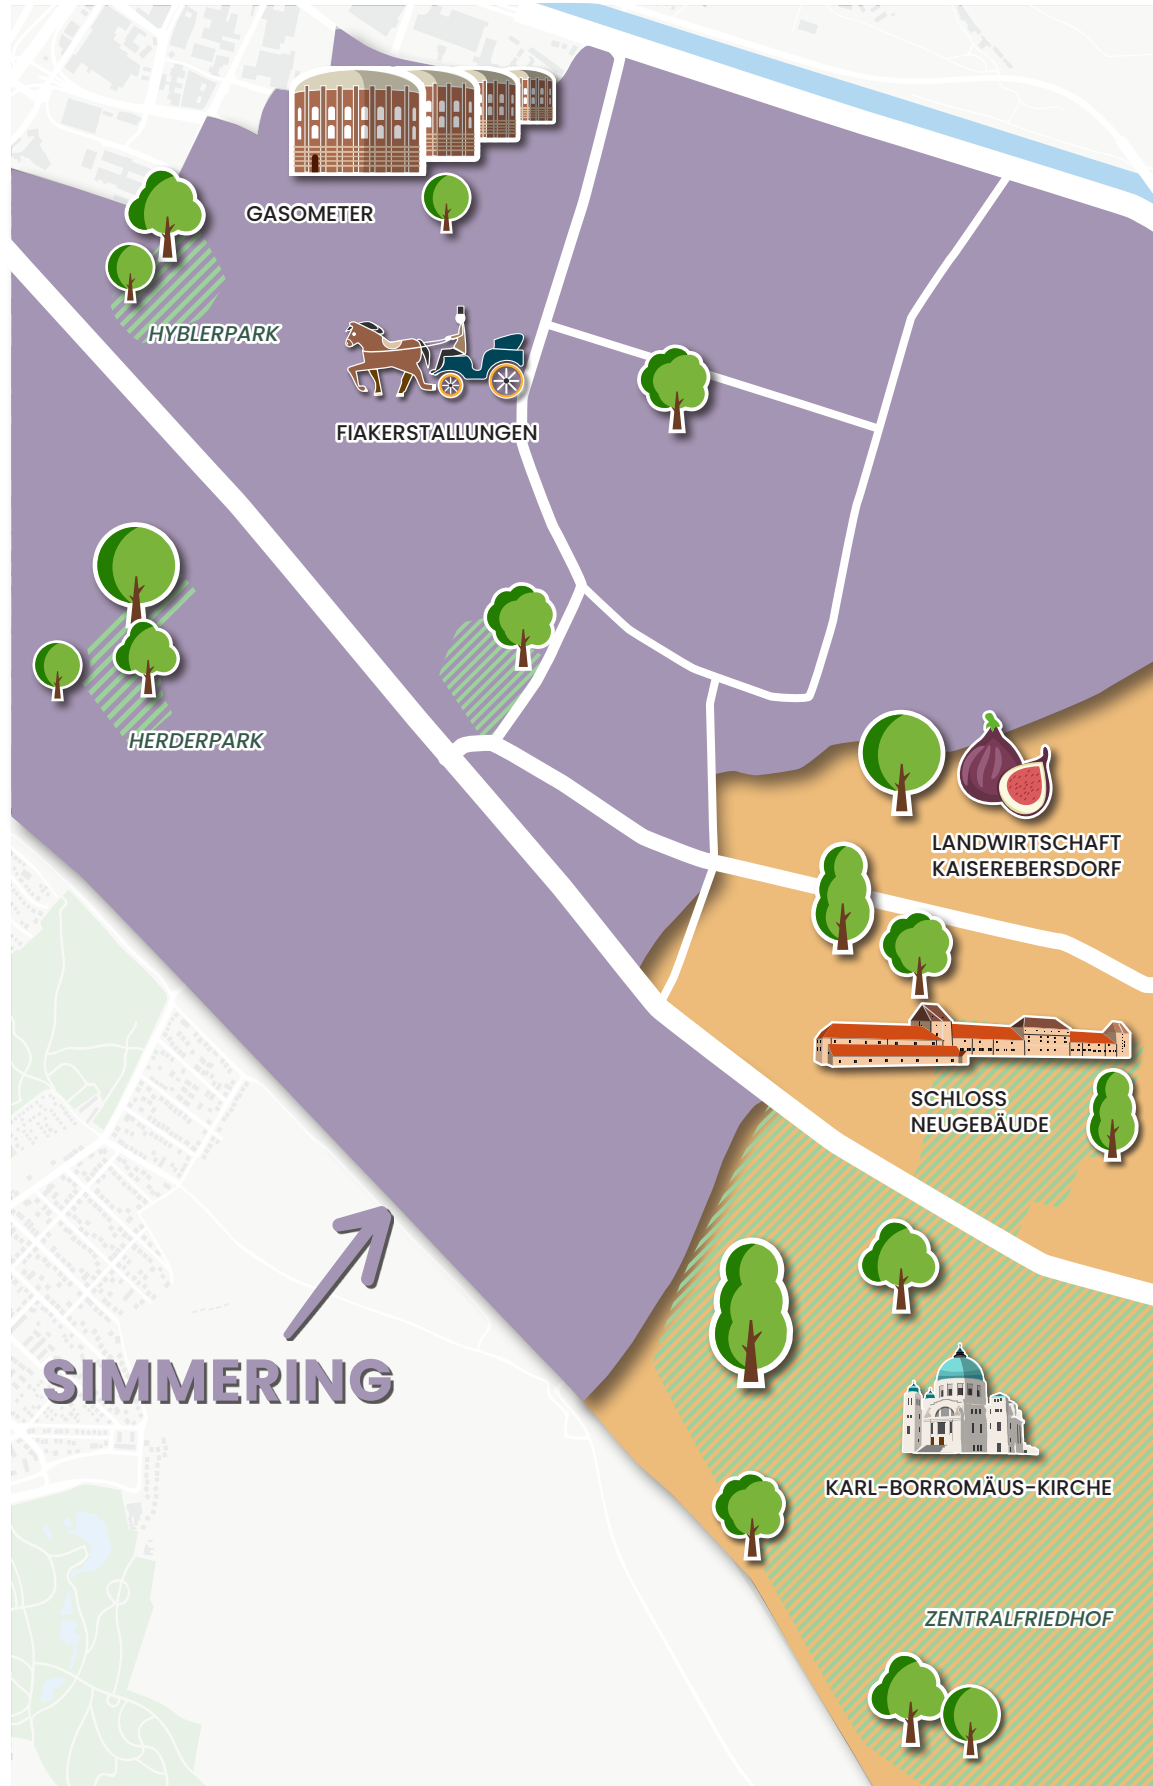 GASOMETER
HYBLERPARK
FIAKERSTALLUNGEN
HERDERPARK
LANDWIRTSCHAFT
KAISEREBERSDORF
SCHLOSS
NEUGEBÄUDE
SIMMERING
KARL-BORROMÄUS-KIRCHE
ZENTRALFRIEDHOF